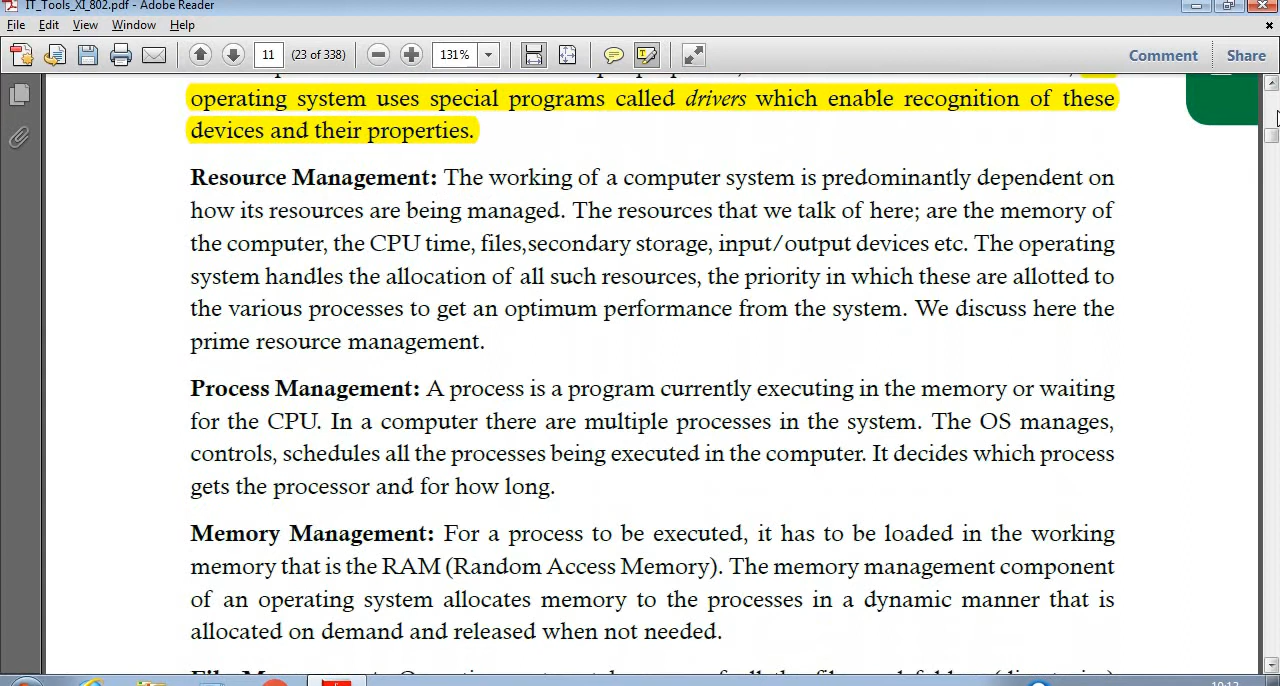 IT_Tools_XI_802.pdf - Adobe Reader
File Edit View Window Help
11 (23 of 338) 131% Comment Share
operating system uses special programs called drivers which enable recognition of these
devices and their properties.
Resource Management: The working of a computer system is predominantly dependent on
how its resources are being managed. The resources that we talk of here; are the memory of
the computer, the CPU time, files,secondary storage, input/output devices etc. The operating
system handles the allocation of all such resources, the priority in which these are allotted to
the various processes to get an optimum performance from the system. We discuss here the
prime resource management.
Process Management: A process is a program currently executing in the memory or waiting
for the CPU. In a computer there are multiple processes in the system. The OS manages,
controls, schedules all the processes being executed in the computer. It decides which process
gets the processor and for how long.
Memory Management: For a process to be executed, it has to be loaded in the working
memory that is the RAM (Random Access Memory). The memory management component
of an operating system allocates memory to the processes in a dynamic manner that is
allocated on demand and released when not needed.